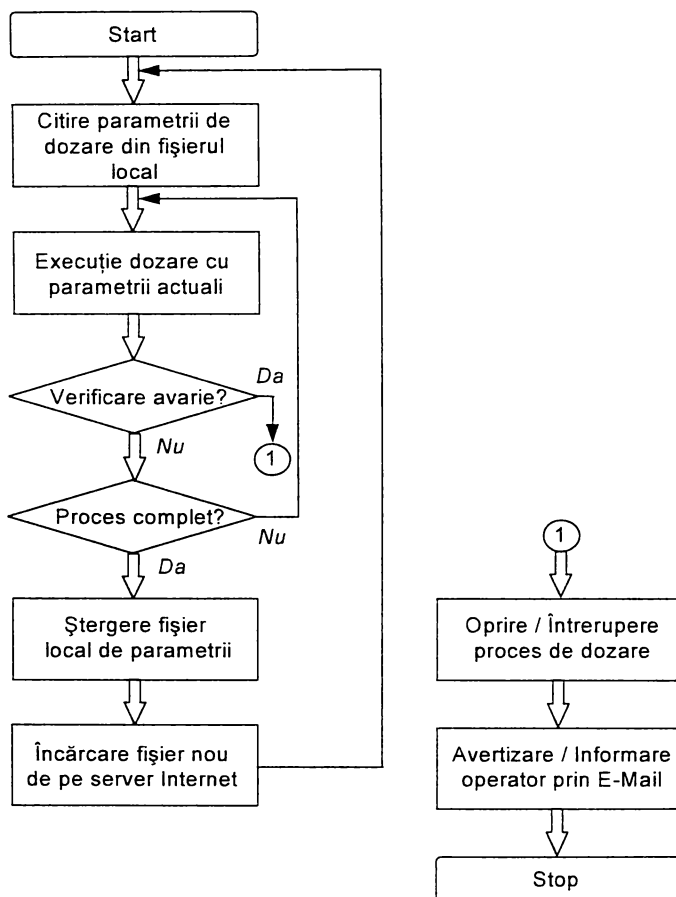 Start
Citire parametrii de
dozare din fişierul
local
Execuţie dozare cu
parametrii actuali
Verificare avarie?
Da
Nu
1
Proces complet?
Nu
Da
Ştergere fişier
local de parametrii
Încărcare fişier nou
de pe server Internet
1
Oprire / Întrerupere
proces de dozare
Avertizare / Informare
operator prin E-Mail
Stop